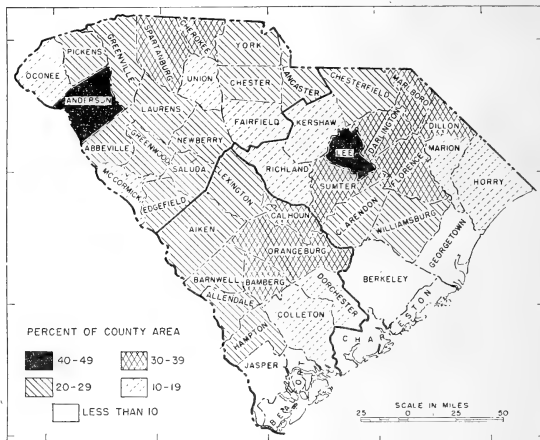 OCONEE
PICKENS
GREENVILLE
SPARTANBURG
CHEROKEE
YORK
UNION
CHESTER
LANCASTER
ANDERSON
LAURENS
FAIRFIELD
KERSHAW
CHESTERFIELD
MARLBORO
DARLINGTON
DILLON
ABBEVILLE
GREENWOOD
NEWBERRY
LEE
FLORENCE
MARION
MCCORMICK
SALUDA
RICHLAND
SUMTER
HORRY
EDGEFIELD
LEXINGTON
CALHOUN
CLARENDON
WILLIAMSBURG
GEORGETOWN
AIKEN
ORANGEBURG
BARNWELL
BAMBERG
DORCHESTER
BERKELEY
ALLENDALE
COLLETON
CHARLESTON
HAMPTON
JASPER
PERCENT OF COUNTY AREA
40-49
30-39
20-29
10-19
LESS THAN 10
SCALE IN MILES
25 0 25 50